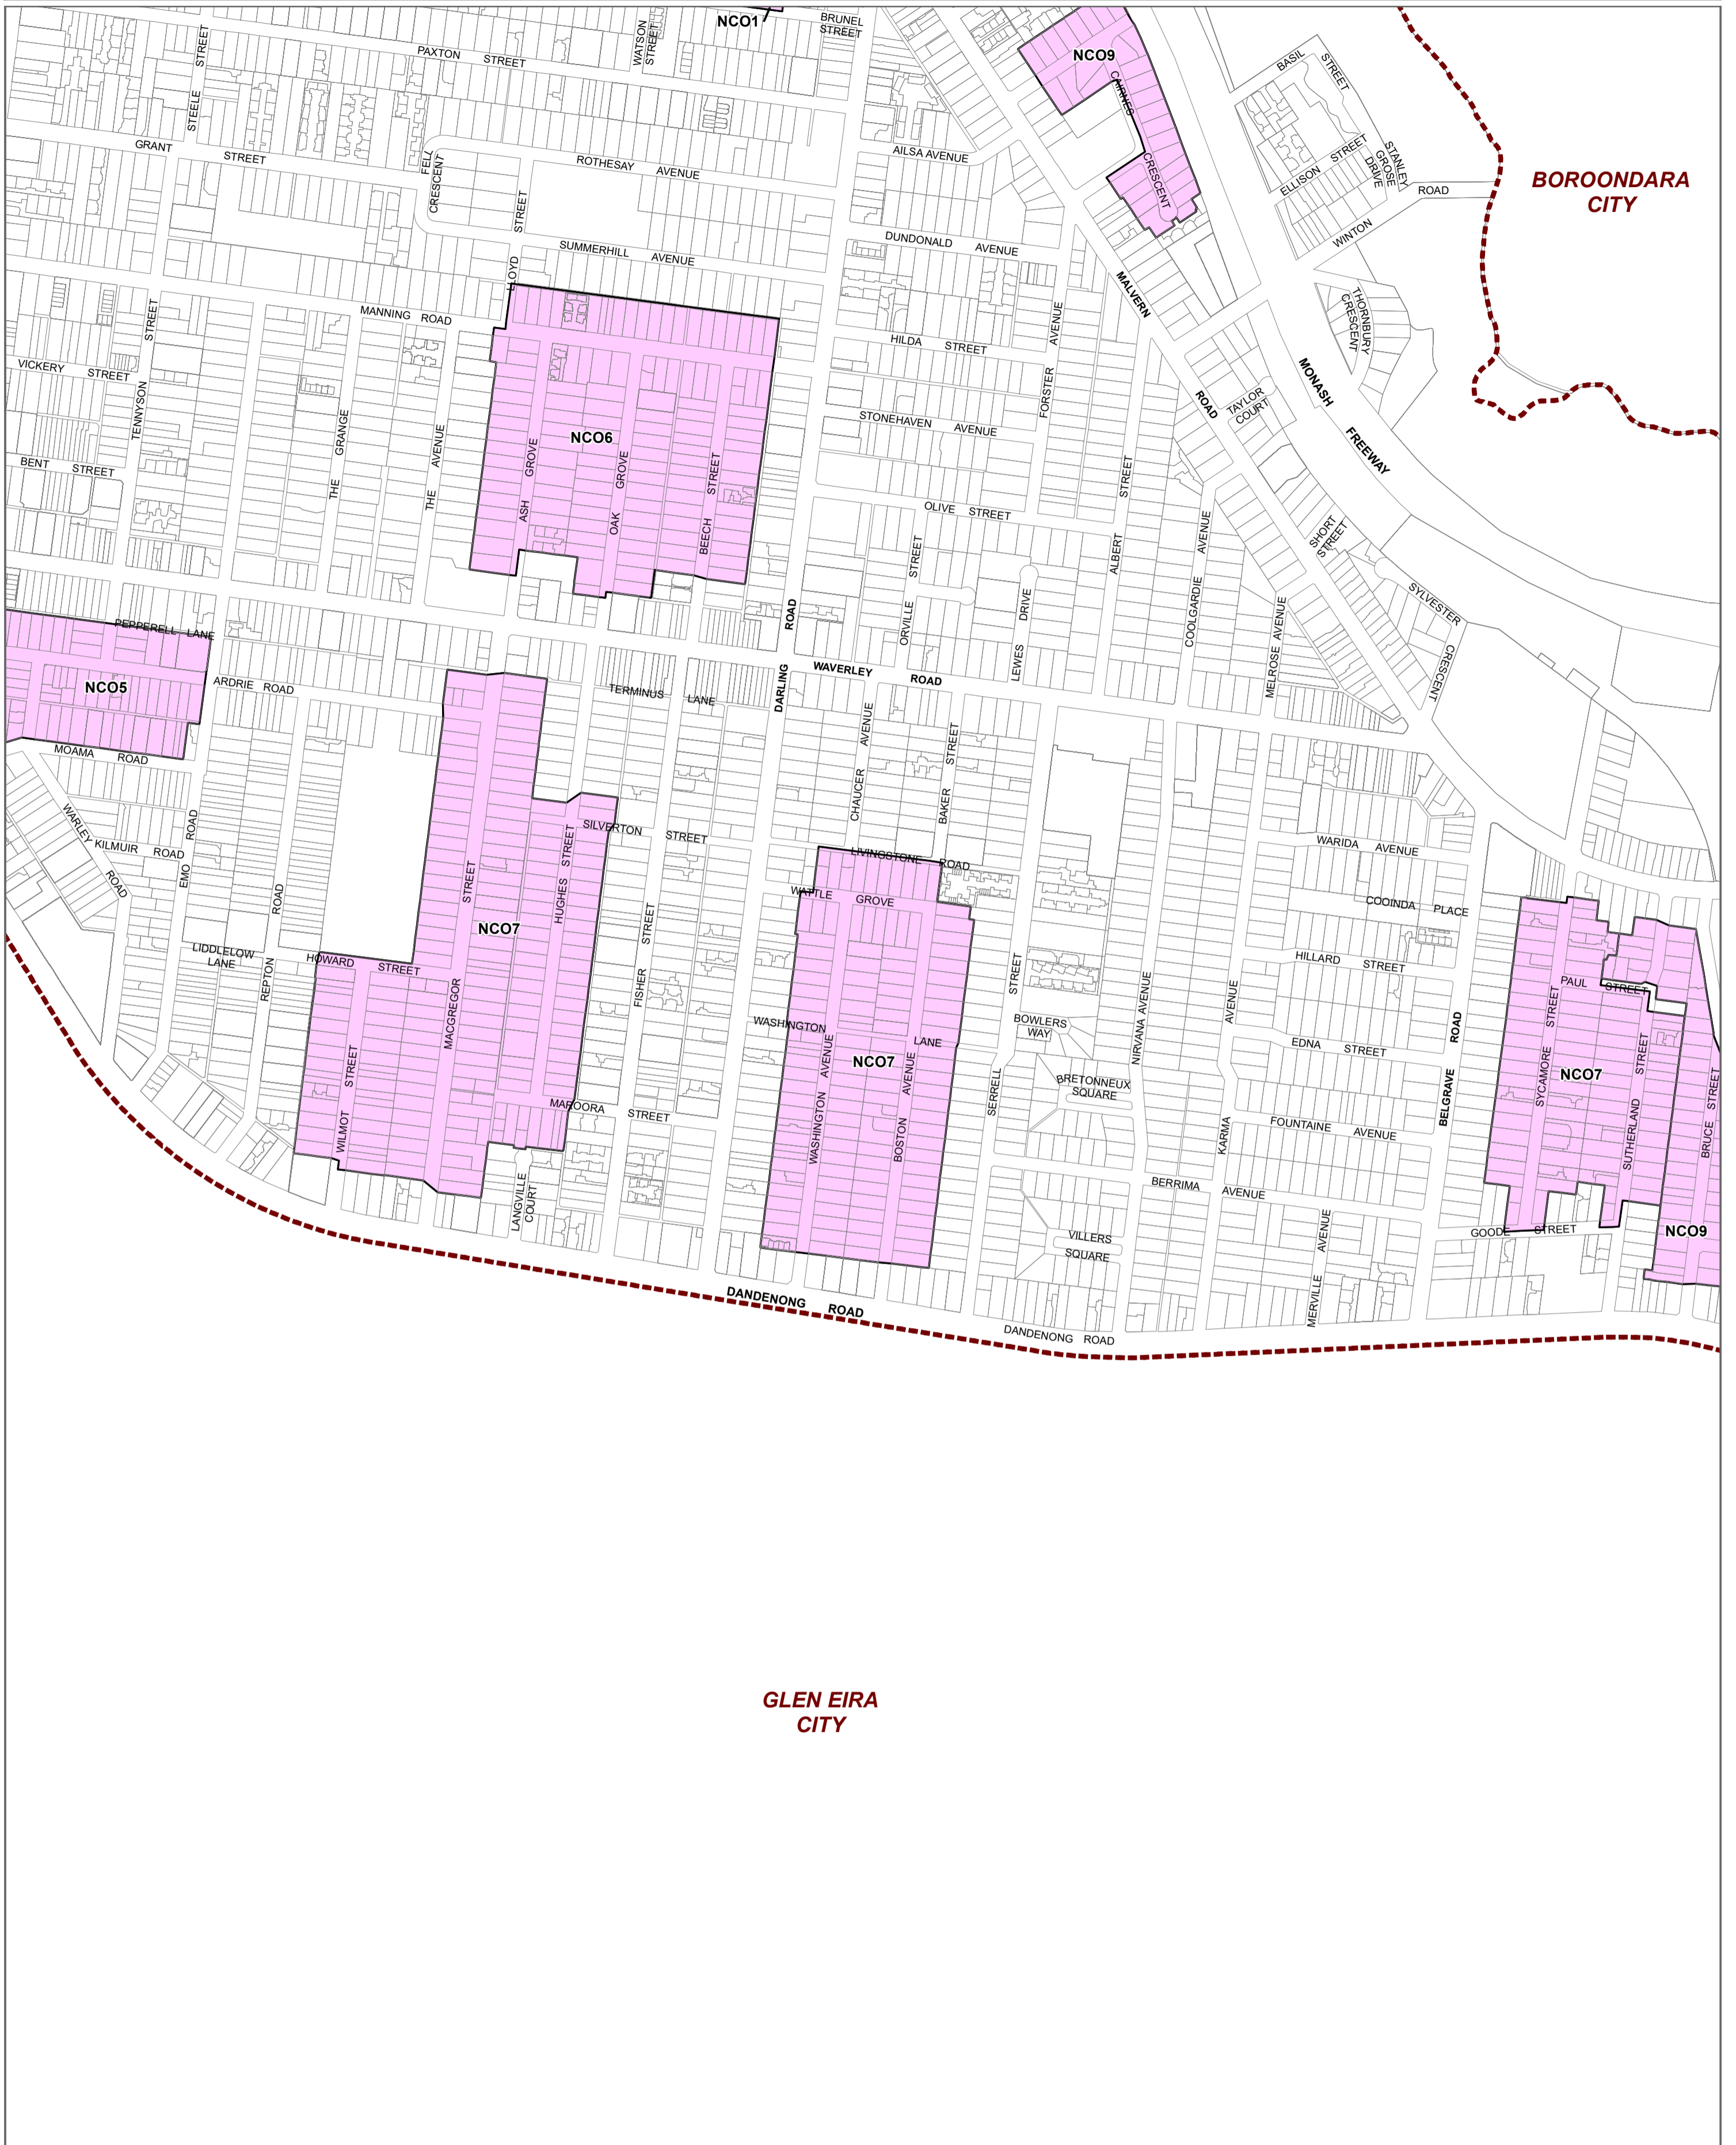 NCO1
BRUNEL
STREET
WATSON
STREET
PAXTON STREET
STEELE STREET
NCO9
CAIRNES CRESCENT
BASIL STREET
GRANT STREET
FELL
CRESCENT
ROTHESAY AVENUE
AILSA AVENUE
ELLISON STREET
STANLEY
GROSE
DRIVE
WINTON ROAD
BOROONDARA
CITY
LLOYD STREET
SUMMERHILL AVENUE
DUNDONALD AVENUE
MALVERN ROAD
THORNBURY
CRESCENT
MANNING ROAD
TENNYSON STREET
VICKERY STREET
HILDA STREET
FORSTER AVENUE
MONASH FREEWAY
TAYLOR
COURT
STONEHAVEN AVENUE
NCO6
THE GRANGE
THE AVENUE
ASH GROVE
OAK GROVE
BEECH STREET
BENT STREET
OLIVE STREET
ALBERT STREET
COOLGARDIE AVENUE
SHORT
STREET
ORVILLE STREET
LEWES DRIVE
MELROSE AVENUE
SYLVESTER CRESCENT
PEPPERELL LANE
NCO5
ARDRIE ROAD
DARLING ROAD
WAVERLEY ROAD
TERMINUS LANE
MOAMA ROAD
WARLEY ROAD
KILMUIR ROAD
EMO ROAD
CHAUCER AVENUE
BAKER STREET
SILVERTON STREET
LIVINGSTONE ROAD
WATTLE GROVE
WARIDA AVENUE
COOINDA PLACE
REPTON ROAD
HUGHES STREET
FISHER STREET
NCO7
LIDDLELOW
LANE
HOWARD STREET
MACGREGOR STREET
HILLARD STREET
PAUL STREET
WASHINGTON LANE
BOWLERS
WAY
NIRVANA AVENUE
EDNA STREET
BELGRAVE ROAD
SYCAMORE STREET
NCO7
SUTHERLAND STREET
BRUCE STREET
WILMOT STREET
NCO7
WASHINGTON AVENUE
BOSTON AVENUE
SERRELL STREET
BRETONNEUX
SQUARE
MAROORA STREET
KARMA AVENUE
FOUNTAINE AVENUE
LANGVILLE
COURT
BERRIMA AVENUE
VILLERS
SQUARE
MERVILLE AVENUE
GOODE STREET
NCO9
DANDENONG ROAD
DANDENONG ROAD
GLEN EIRA
CITY